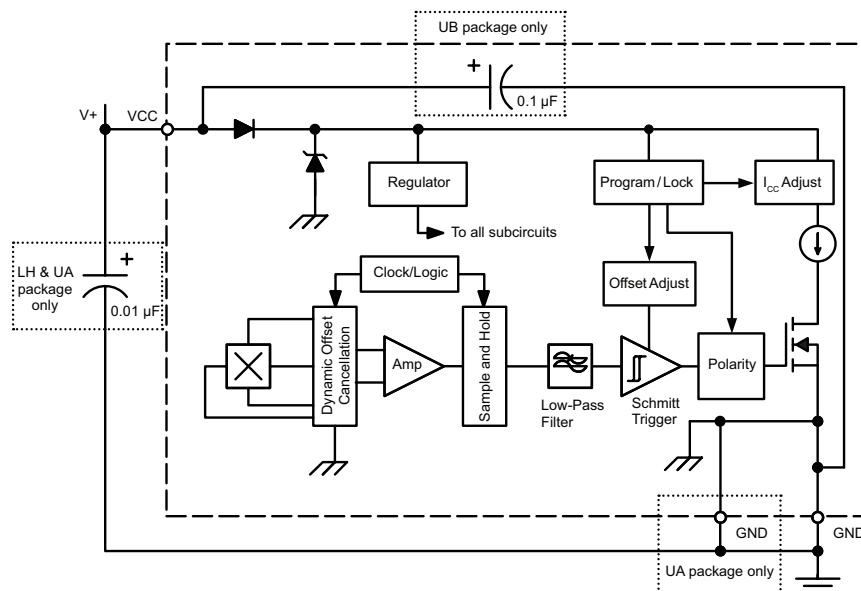 UB package only
+
0.1 µF
V+
VCC
Regulator
Program/Lock
ICC Adjust
To all subcircuits
LH & UA
package
only
+
0.01 µF
Clock/Logic
Offset Adjust
Dynamic Offset
Cancellation
Amp
Sample and Hold
Polarity
Low-Pass
Filter
Schmitt
Trigger
GND
GND
UA package only